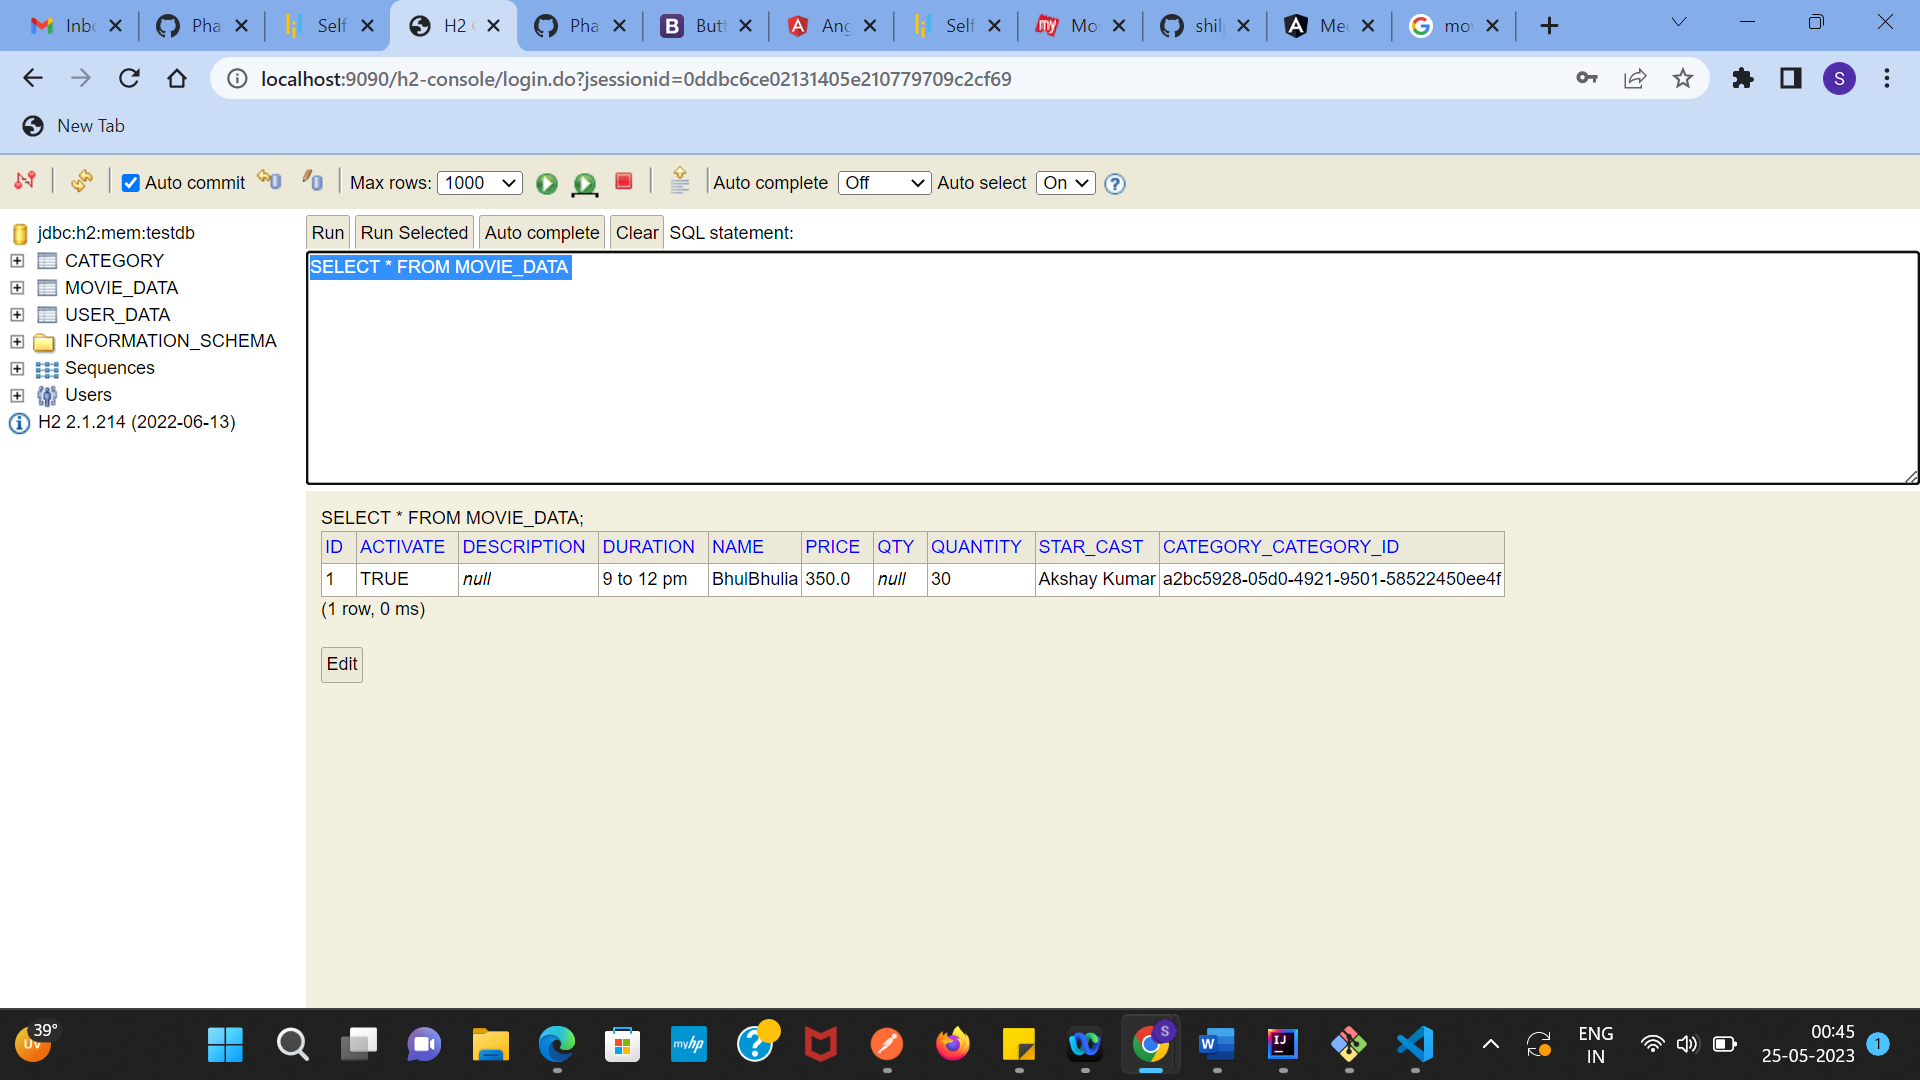 Inb Pha Self H2 Pha But Ang Self Mo shil Me mo
localhost:9090/h2-console/login.do?jsessionid=0ddbc6ce02131405e210779709c2cf69 S
New Tab
Auto commit Max rows: 1000 Auto complete Off Auto select On
Run Run Selected Auto complete Clear SQL statement:
jdbc:h2:mem:testdb
CATEGORY
MOVIE_DATA
USER_DATA
INFORMATION_SCHEMA
Sequences
Users
H2 2.1.214 (2022-06-13)
SELECT * FROM MOVIE_DATA
SELECT * FROM MOVIE_DATA;
ID ACTIVATE DESCRIPTION DURATION NAME PRICE QTY QUANTITY STAR_CAST CATEGORY_CATEGORY_ID
1 TRUE null 9 to 12 pm BhulBhulia 350.0 null 30 Akshay Kumar a2bc5928-05d0-4921-9501-58522450ee4f
(1 row, 0 ms)
Edit
39°
UV
myhp
S
W
IJ
ENG
IN
00:45
25-05-2023
1